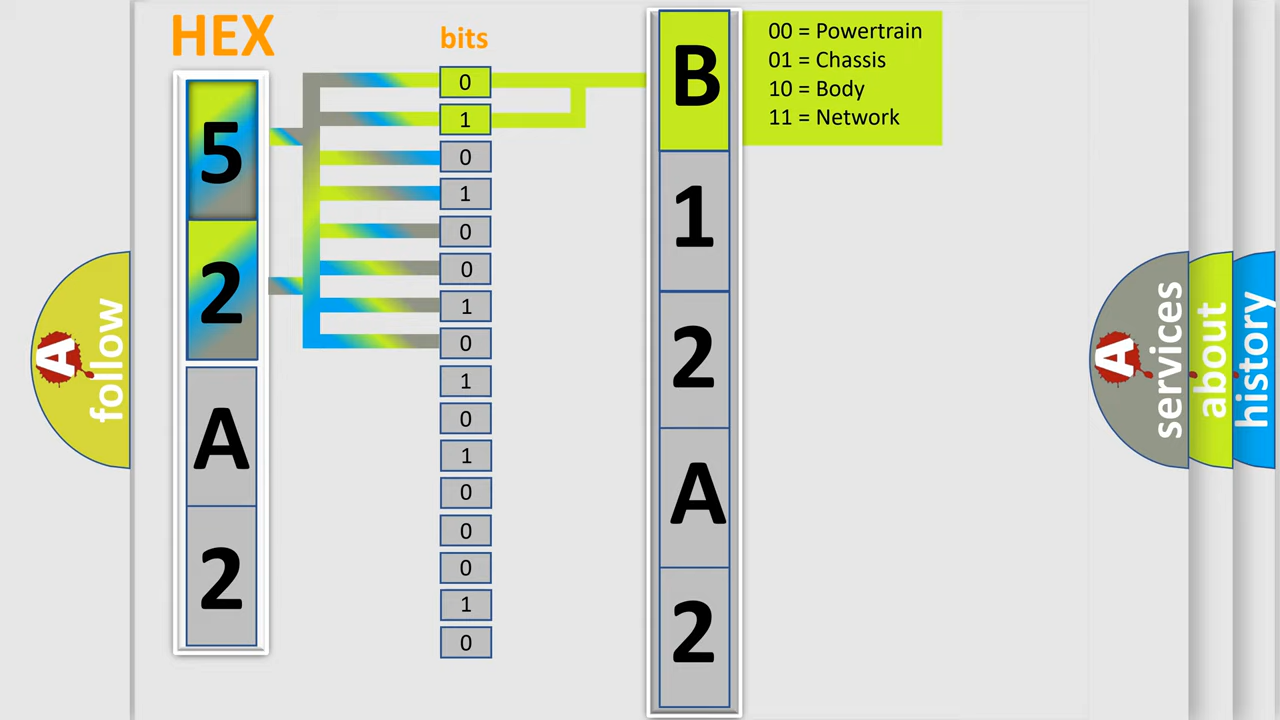 HEX
5
2
A
2
bits
0
1
0
1
0
0
1
0
1
0
1
0
0
0
1
0
B
1
2
A
2
00 = Powertrain
01 = Chassis
10 = Body
11 = Network
A
follow
A
services
about
history